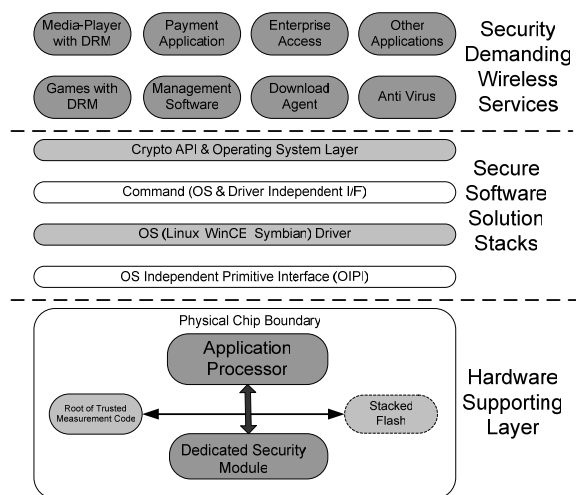 Media-Player
with DRM
Payment
Application
Enterprise
Access
Other
Applications
Games with
DRM
Management
Software
Download
Agent
Anti Virus
Security
Demanding
Wireless
Services
Crypto API & Operating System Layer
Command (OS & Driver Independent I/F)
OS (Linux WinCE Symbian) Driver
OS Independent Primitive Interface (OIPI)
Secure
Software
Solution
Stacks
Physical Chip Boundary
Application
Processor
Root of Trusted
Measurement Code
Stacked
Flash
Dedicated Security
Module
Hardware
Supporting
Layer